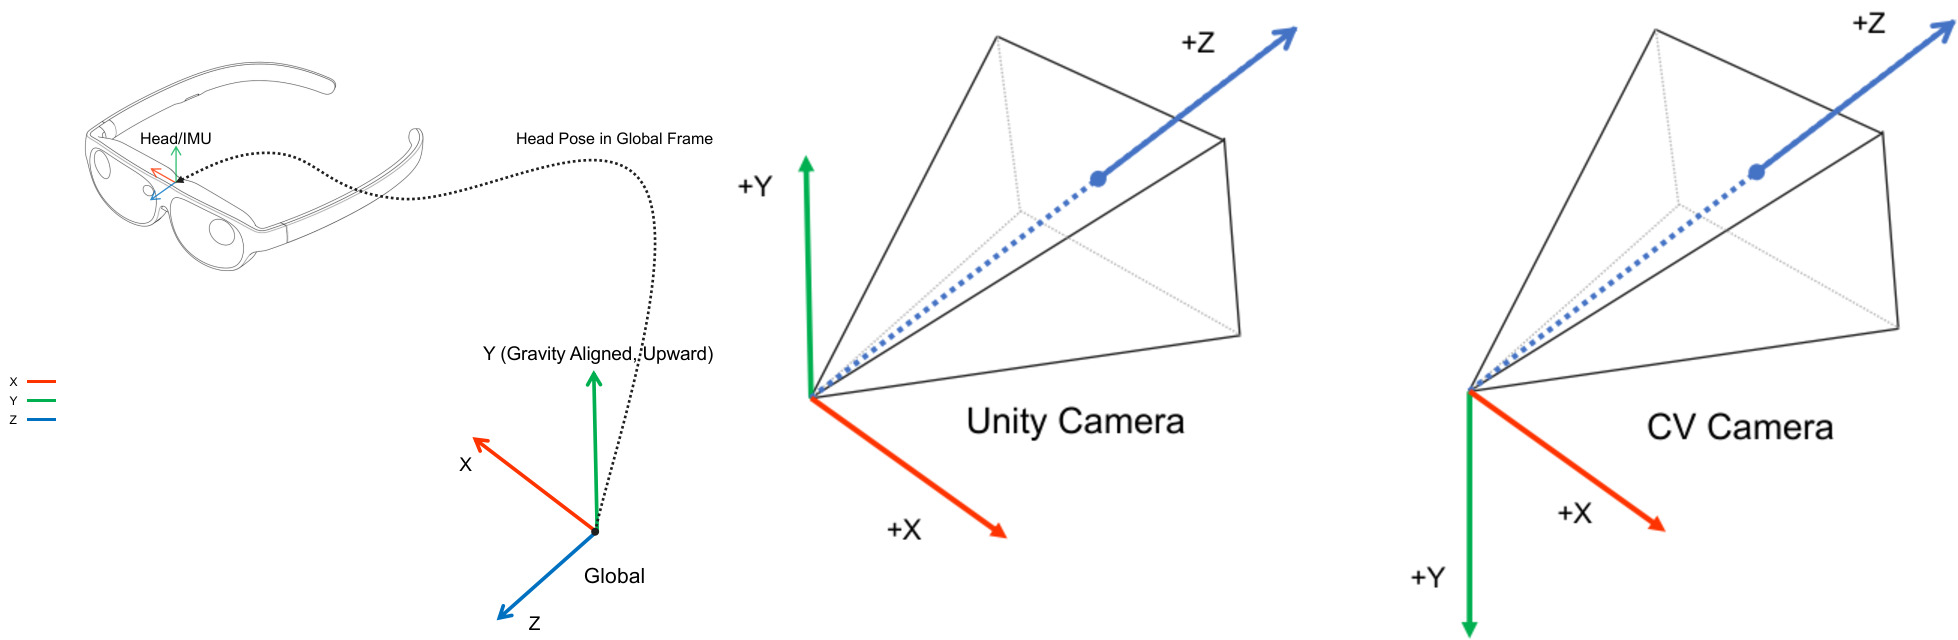 Head/IMU
Head Pose in Global Frame
Y (Gravity Aligned, Upward)
X
Y
Z
X
Global
Z
+Z
+Y
Unity Camera
+X
+Z
CV Camera
+X
+Y